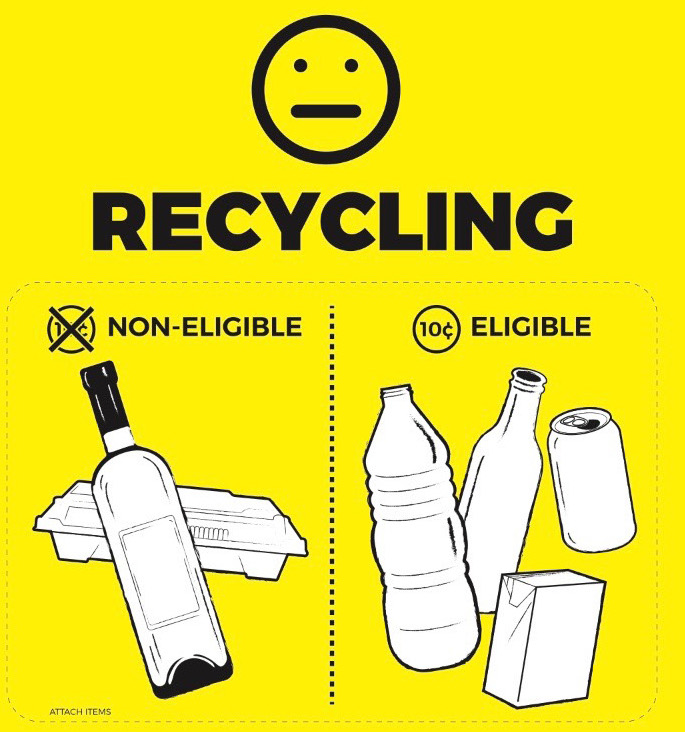 RECYCLING
NON-ELIGIBLE
10¢ ELIGIBLE
ATTACH ITEMS